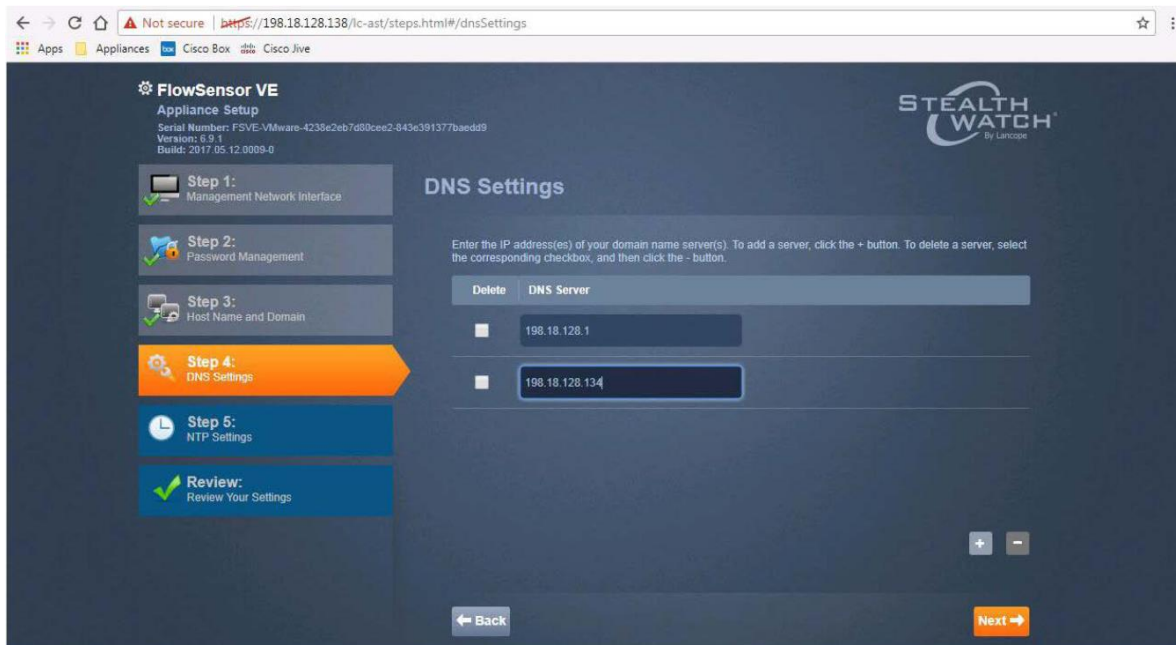 Not secure | https://198.18.128.138/lc-ast/steps.html#/dnsSettings
Apps Appliances box Cisco Box cisco Cisco Jive
FlowSensor VE
Appliance Setup
Serial Number: FSVE-VMware-4238e2eb7d80cee2-843e391377baedd9
Version: 6.9.1
Build: 2017.05.12.0009-0
STEALTH
WATCH
By Lancope
Step 1:
Management Network Interface
Step 2:
Password Management
Step 3:
Host Name and Domain
Step 4:
DNS Settings
Step 5:
NTP Settings
Review:
Review Your Settings
DNS Settings
Enter the IP address(es) of your domain name server(s). To add a server, click the + button. To delete a server, select
the corresponding checkbox, and then click the - button.
Delete DNS Server
198.18.128.1
198.18.128.134
+ -
Back
Next